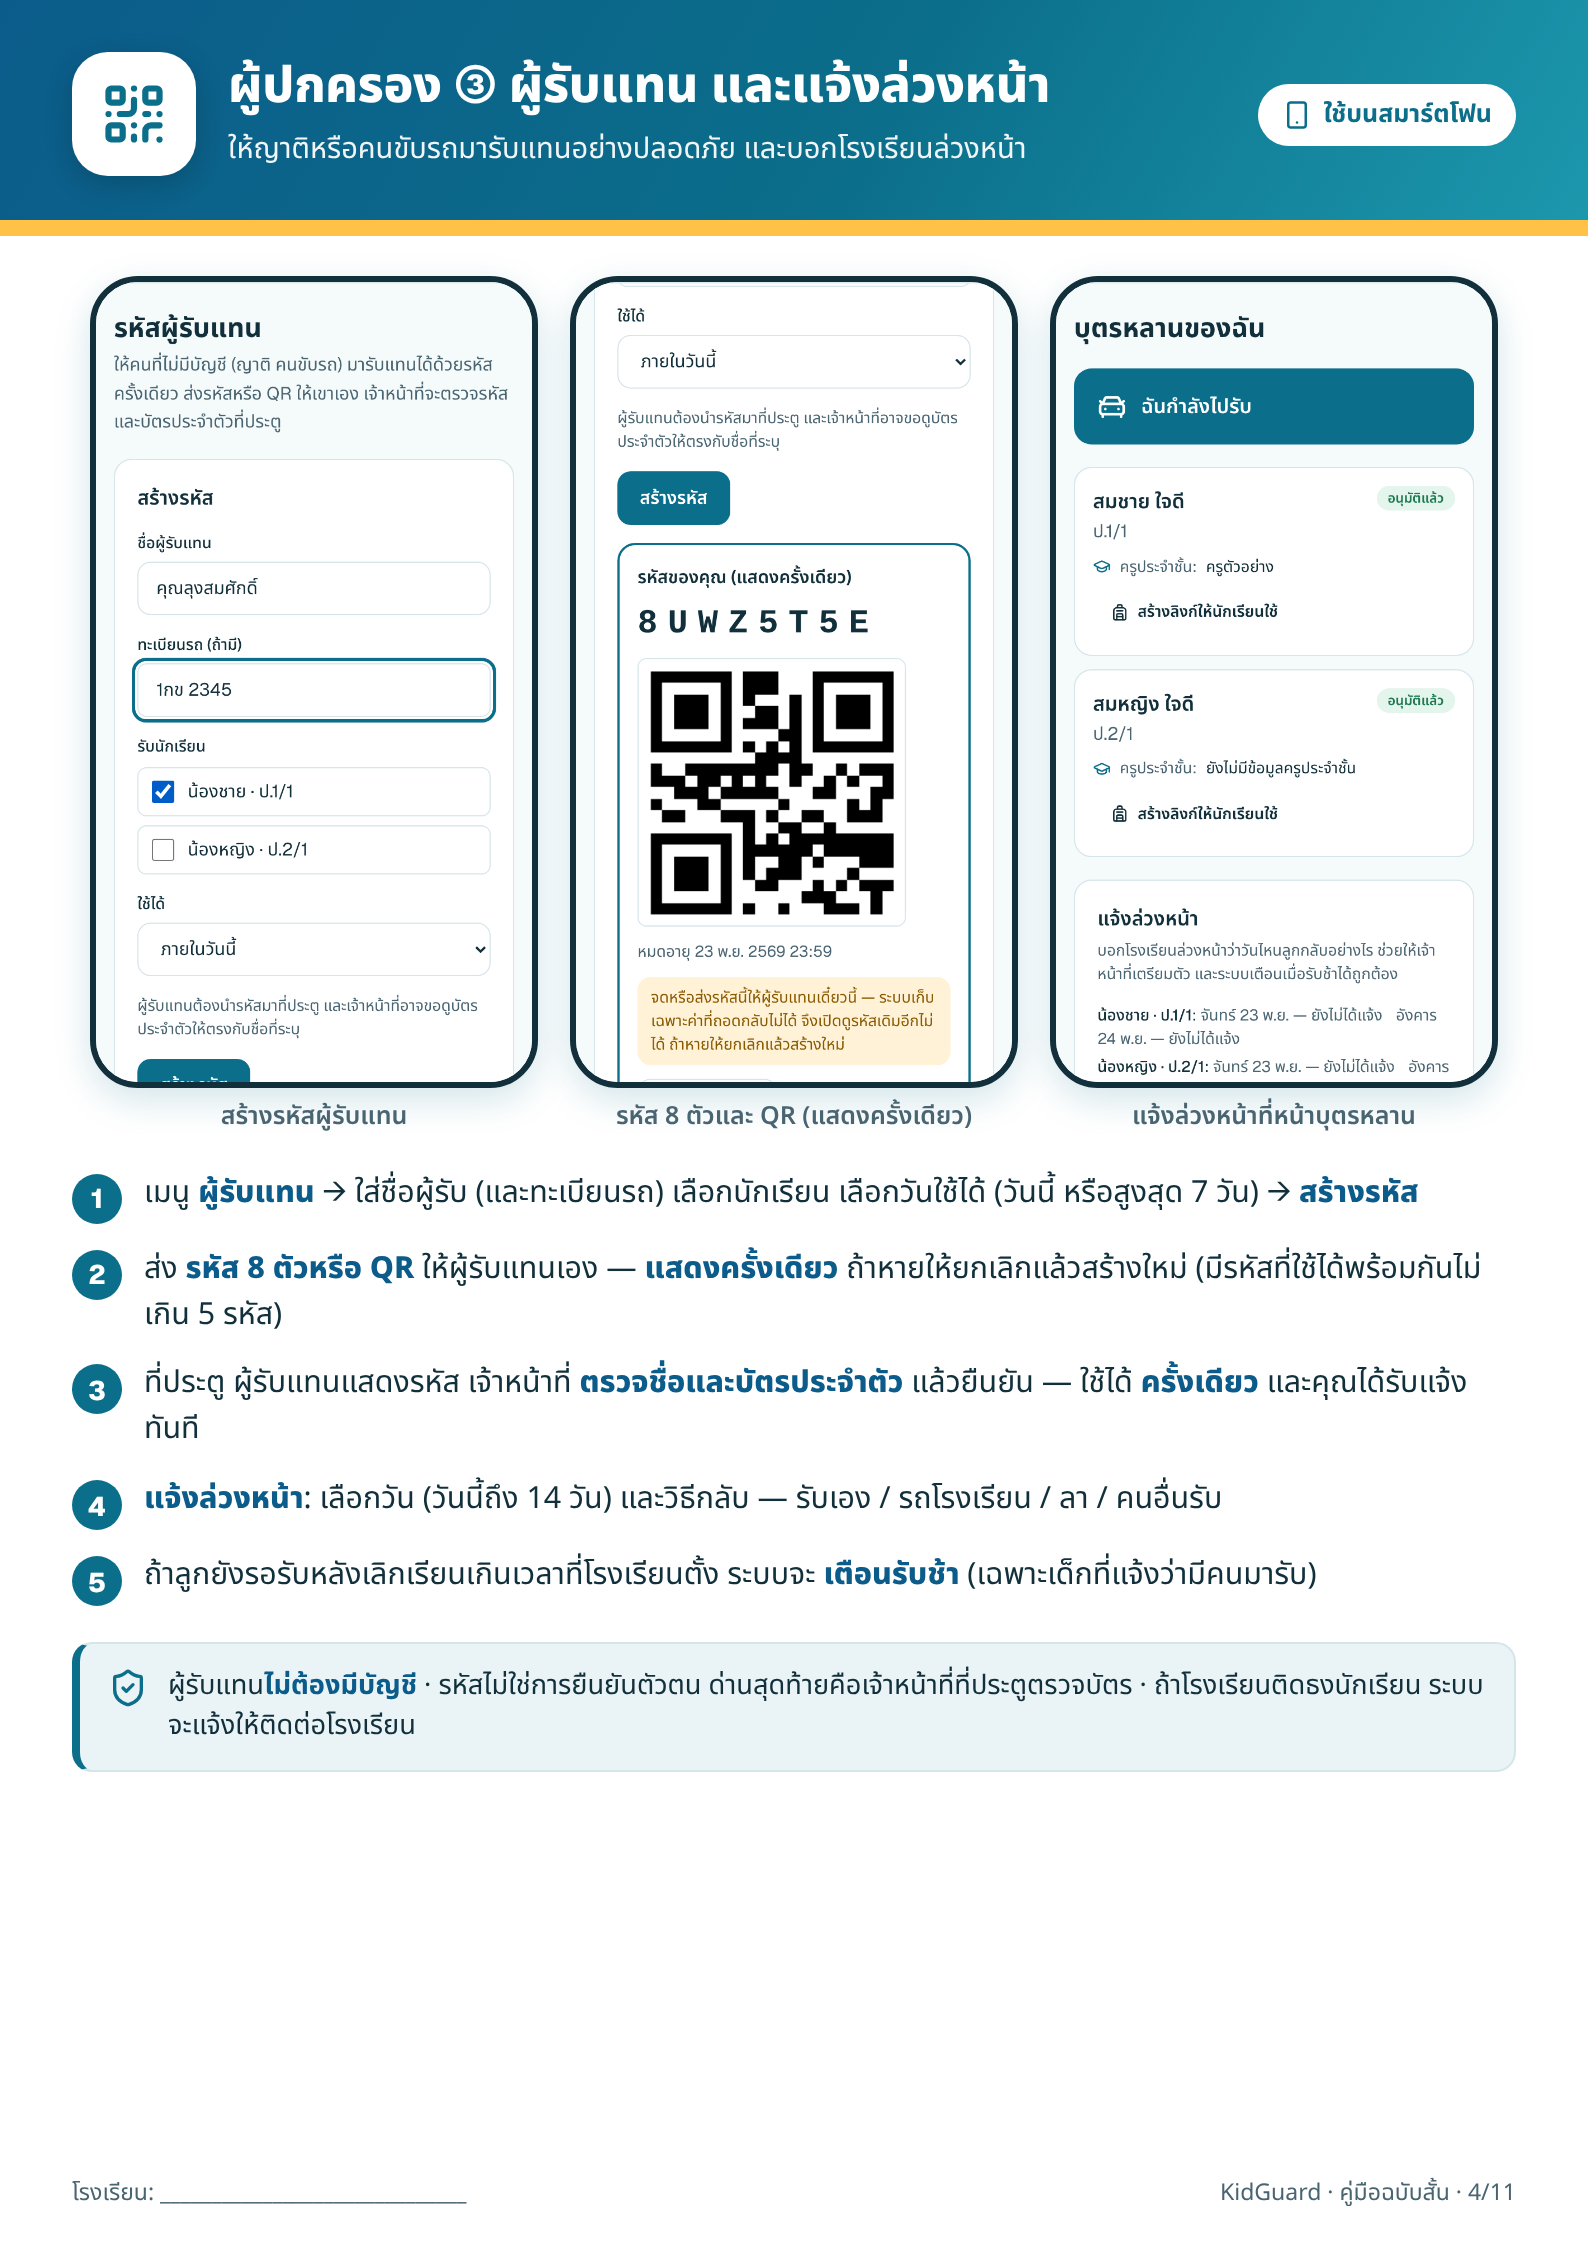 ผู้ปกครอง ③ ผู้รับแทน และแจ้งล่วงหน้า
ให้ญาติหรือคนขับรถมารับแทนอย่างปลอดภัย และบอกโรงเรียนล่วงหน้า
ใช้บนสมาร์ตโฟน
รหัสผู้รับแทน
ให้คนที่ไม่มีบัญชี (ญาติ คนขับรถ) มารับแทนได้ด้วยรหัส
ครั้งเดียว ส่งรหัสหรือ QR ให้เขาเอง เจ้าหน้าที่จะตรวจรหัส
และบัตรประจำตัวที่ประตู
สร้างรหัส
ชื่อผู้รับแทน
คุณลุงสมศักดิ์
ทะเบียนรถ (ถ้ามี)
1กข 2345
รับนักเรียน
น้องชาย · ป.1/1
น้องหญิง · ป.2/1
ใช้ได้
ภายในวันนี้
ผู้รับแทนต้องนำรหัสมาที่ประตู และเจ้าหน้าที่อาจขอดูบัตร
ประจำตัวให้ตรงกับชื่อที่ระบุ
สร้างรหัส
สร้างรหัสผู้รับแทน
ใช้ได้
ภายในวันนี้
ผู้รับแทนต้องนำรหัสมาที่ประตู และเจ้าหน้าที่อาจขอดูบัตร
ประจำตัวให้ตรงกับชื่อที่ระบุ
สร้างรหัส
รหัสของคุณ (แสดงครั้งเดียว)
8UWZ5T5E
หมดอายุ 23 พ.ย. 2569 23:59
จดหรือส่งรหัสนี้ให้ผู้รับแทนเดี๋ยวนี้ — ระบบเก็บ
เฉพาะค่าที่ถอดกลับไม่ได้ จึงเปิดดูรหัสเดิมอีกไม่
ได้ ถ้าหายให้ยกเลิกแล้วสร้างใหม่
รหัส 8 ตัวและ QR (แสดงครั้งเดียว)
บุตรหลานของฉัน
ฉันกำลังไปรับ
สมชาย ใจดี
อนุมัติแล้ว
ป.1/1
ครูประจำชั้น: ครูตัวอย่าง
สร้างลิงก์ให้นักเรียนใช้
สมหญิง ใจดี
อนุมัติแล้ว
ป.2/1
ครูประจำชั้น: ยังไม่มีข้อมูลครูประจำชั้น
สร้างลิงก์ให้นักเรียนใช้
แจ้งล่วงหน้า
บอกโรงเรียนล่วงหน้าว่าวันไหนลูกกลับอย่างไร ช่วยให้เจ้า
หน้าที่เตรียมตัว และระบบเตือนเมื่อรับช้าได้ถูกต้อง
น้องชาย · ป.1/1: จันทร์ 23 พ.ย. — ยังไม่ได้แจ้ง อังคาร
24 พ.ย. — ยังไม่ได้แจ้ง
น้องหญิง · ป.2/1: จันทร์ 23 พ.ย. — ยังไม่ได้แจ้ง อังคาร
แจ้งล่วงหน้าที่หน้าบุตรหลาน
1 เมนู ผู้รับแทน → ใส่ชื่อผู้รับ (และทะเบียนรถ) เลือกนักเรียน เลือกวันใช้ได้ (วันนี้ หรือสูงสุด 7 วัน) → สร้างรหัส
2 ส่ง รหัส 8 ตัวหรือ QR ให้ผู้รับแทนเอง — แสดงครั้งเดียว ถ้าหายให้ยกเลิกแล้วสร้างใหม่ (มีรหัสที่ใช้ได้พร้อมกันไม่
เกิน 5 รหัส)
3 ที่ประตู ผู้รับแทนแสดงรหัส เจ้าหน้าที่ ตรวจชื่อและบัตรประจำตัว แล้วยืนยัน — ใช้ได้ ครั้งเดียว และคุณได้รับแจ้ง
ทันที
4 แจ้งล่วงหน้า: เลือกวัน (วันนี้ถึง 14 วัน) และวิธีกลับ — รับเอง / รถโรงเรียน / ลา / คนอื่นรับ
5 ถ้าลูกยังรอรับหลังเลิกเรียนเกินเวลาที่โรงเรียนตั้ง ระบบจะ เตือนรับช้า (เฉพาะเด็กที่แจ้งว่ามีคนมารับ)
ผู้รับแทนไม่ต้องมีบัญชี · รหัสไม่ใช่การยืนยันตัวตน ด่านสุดท้ายคือเจ้าหน้าที่ที่ประตูตรวจบัตร · ถ้าโรงเรียนติดธงนักเรียน ระบบ
จะแจ้งให้ติดต่อโรงเรียน
โรงเรียน: ____________________
KidGuard · คู่มือฉบับสั้น · 4/11